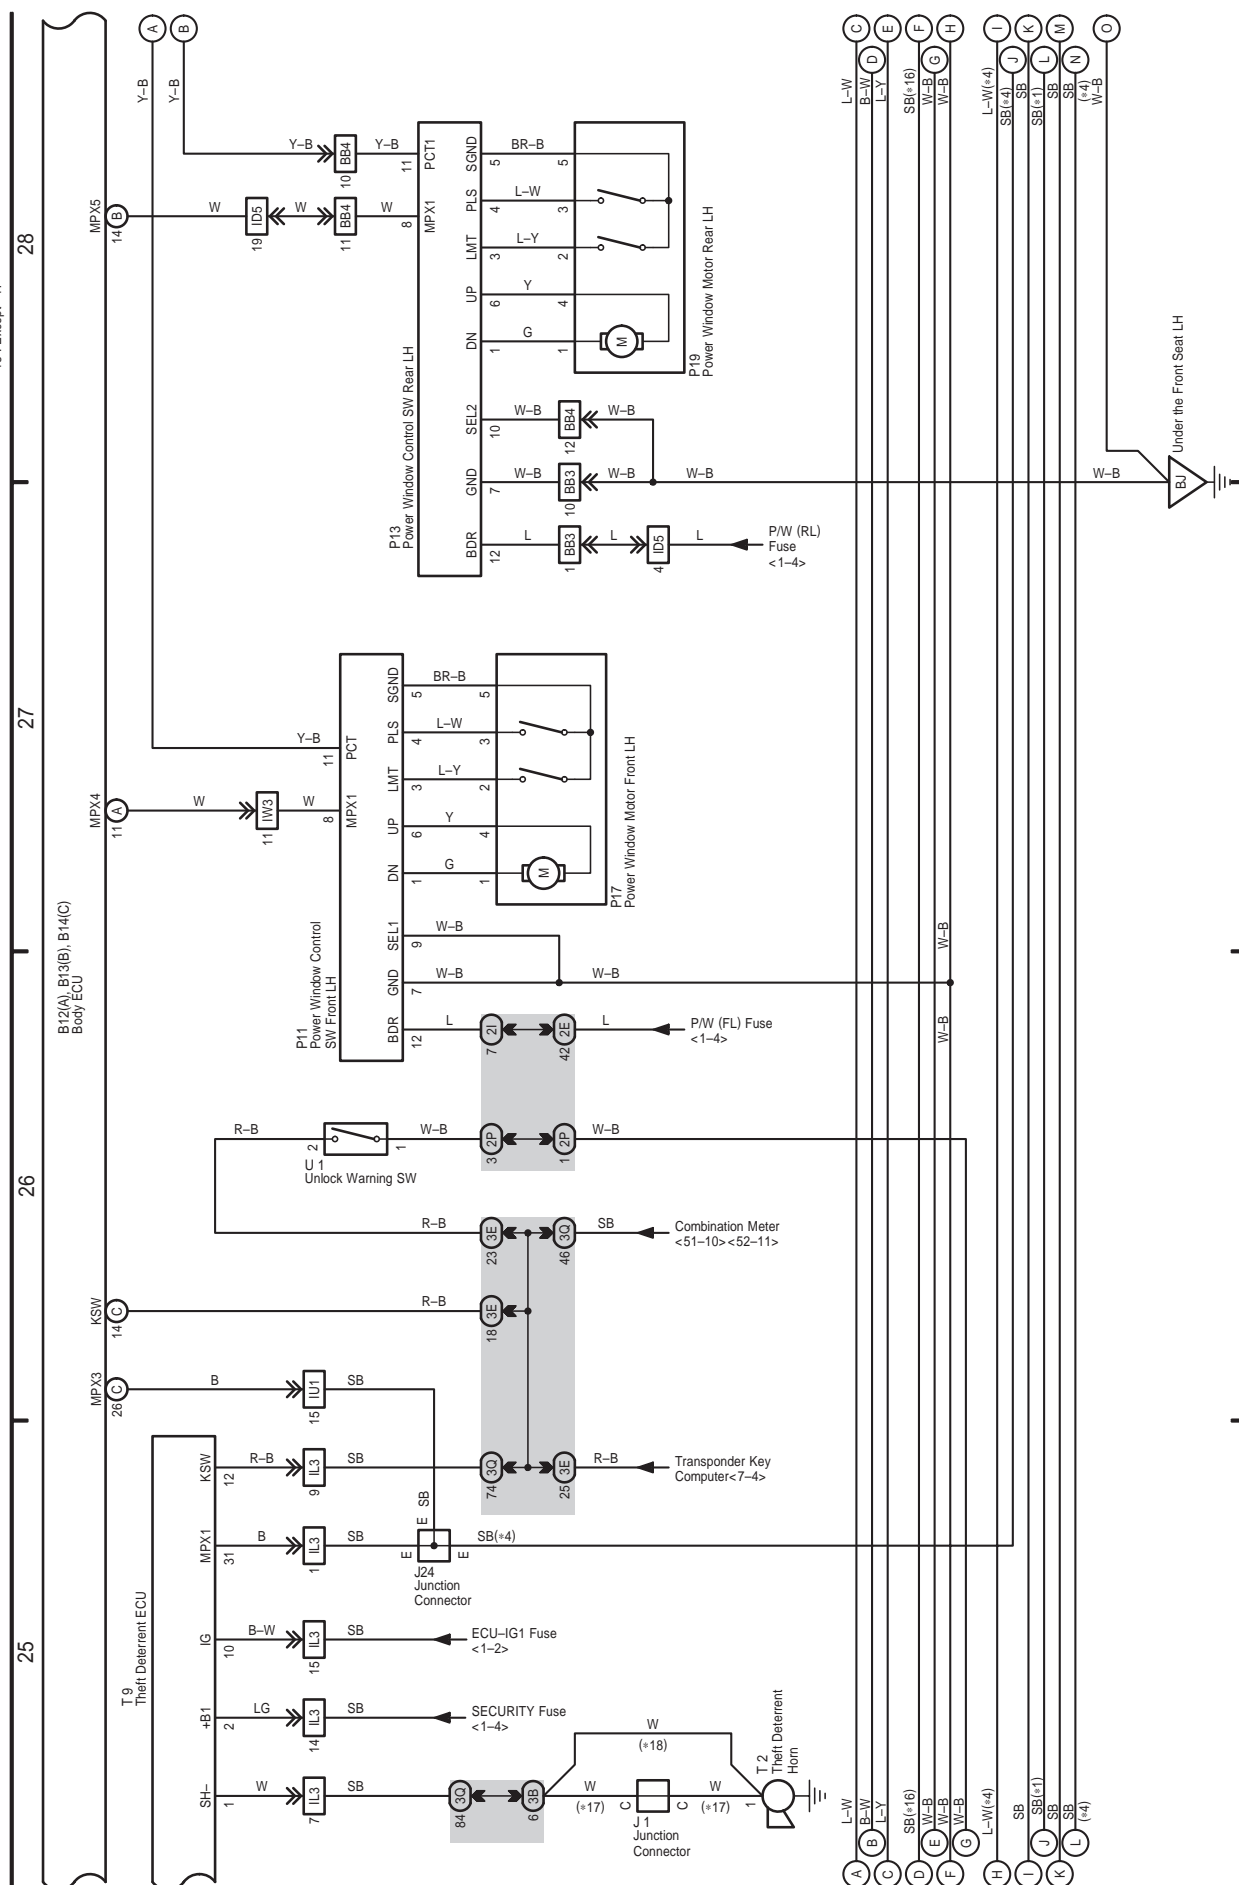 28
27
26
25
B12(A), B13(B), B14(C)
Body ECU
A
B
Y–B
Y–B
MPX5
14
B
W
19
ID5
W
11
BB4
W
8
MPX1
Y–B
10
BB4
Y–B
11
PCT1
P13
Power Window Control SW Rear LH
BDR
GND
SEL2
DN
UP
LMT
PLS
SGND
12
7
10
1
6
3
4
5
L
W–B
W–B
G
Y
L–Y
L–W
BR–B
1
4
2
3
5
M
P19
Power Window Motor Rear LH
1
BB3
10
BB3
12
BB4
L
W–B
W–B
W–B
4
ID5
L
P/W (RL)
Fuse
<1–4>
W–B
BJ
Under the Front Seat LH
MPX4
11
A
W
11
IW3
W
8
MPX1
Y–B
11
PCT
P11
Power Window Control
SW Front LH
BDR
GND
SEL1
DN
UP
LMT
PLS
SGND
12
7
9
1
6
3
4
5
L
W–B
W–B
G
Y
L–Y
L–W
BR–B
1
4
2
3
5
M
P17
Power Window Motor Front LH
W–B
W–B
W–B
7
2I
42
2E
L
P/W (FL) Fuse
<1–4>
R–B
2
1
U 1
Unlock Warning SW
W–B
3
2P
1
2P
W–B
R–B
23
3E
46
3Q
SB
Combination Meter
<51–10><52–11>
KSW
14
C
R–B
18
3E
MPX3
26
C
B
15
IU1
SB
T 9
Theft Deterrent ECU
SH–
+B1
IG
MPX1
KSW
1
2
10
31
12
W
LG
B–W
B
R–B
7
IL3
14
IL3
15
IL3
1
IL3
9
IL3
SB
SB
SB
SB
SB
74
3Q
25
3E
R–B
Transponder Key
Computer<7–4>
SB
E
E
E
SB(*4)
J24
Junction
Connector
ECU–IG1 Fuse
<1–2>
SECURITY Fuse
<1–4>
84
3Q
6
3B
W
(*18)
W
(*17)
C
C
J 1
Junction
Connector
W
(*17)
1
T 2
Theft Deterrent
Horn
L–W
B–W
L–Y
SB(*16)
W–B
W–B
W–B
L–W(*4)
SB
SB(*1)
SB
SB
(*4)
A
B
C
D
E
F
G
H
I
J
K
L
L–W
B–W
L–Y
SB(*16)
W–B
W–B
L–W(*4)
SB(*4)
SB
SB(*1)
SB
SB
(*4)
W–B
C
D
E
F
G
H
I
J
K
L
M
N
O